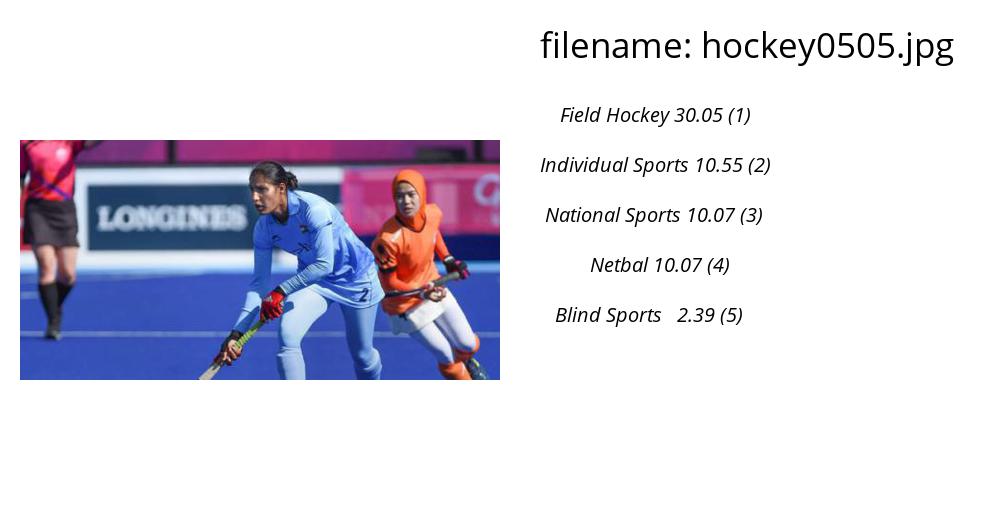 filename: hockey0505.jpg
Field Hockey 30.05 (1)
Individual Sports 10.55 (2)
National Sports 10.07 (3)
Netbal 10.07 (4)
Blind Sports 2.39 (5)
LONGINES
2